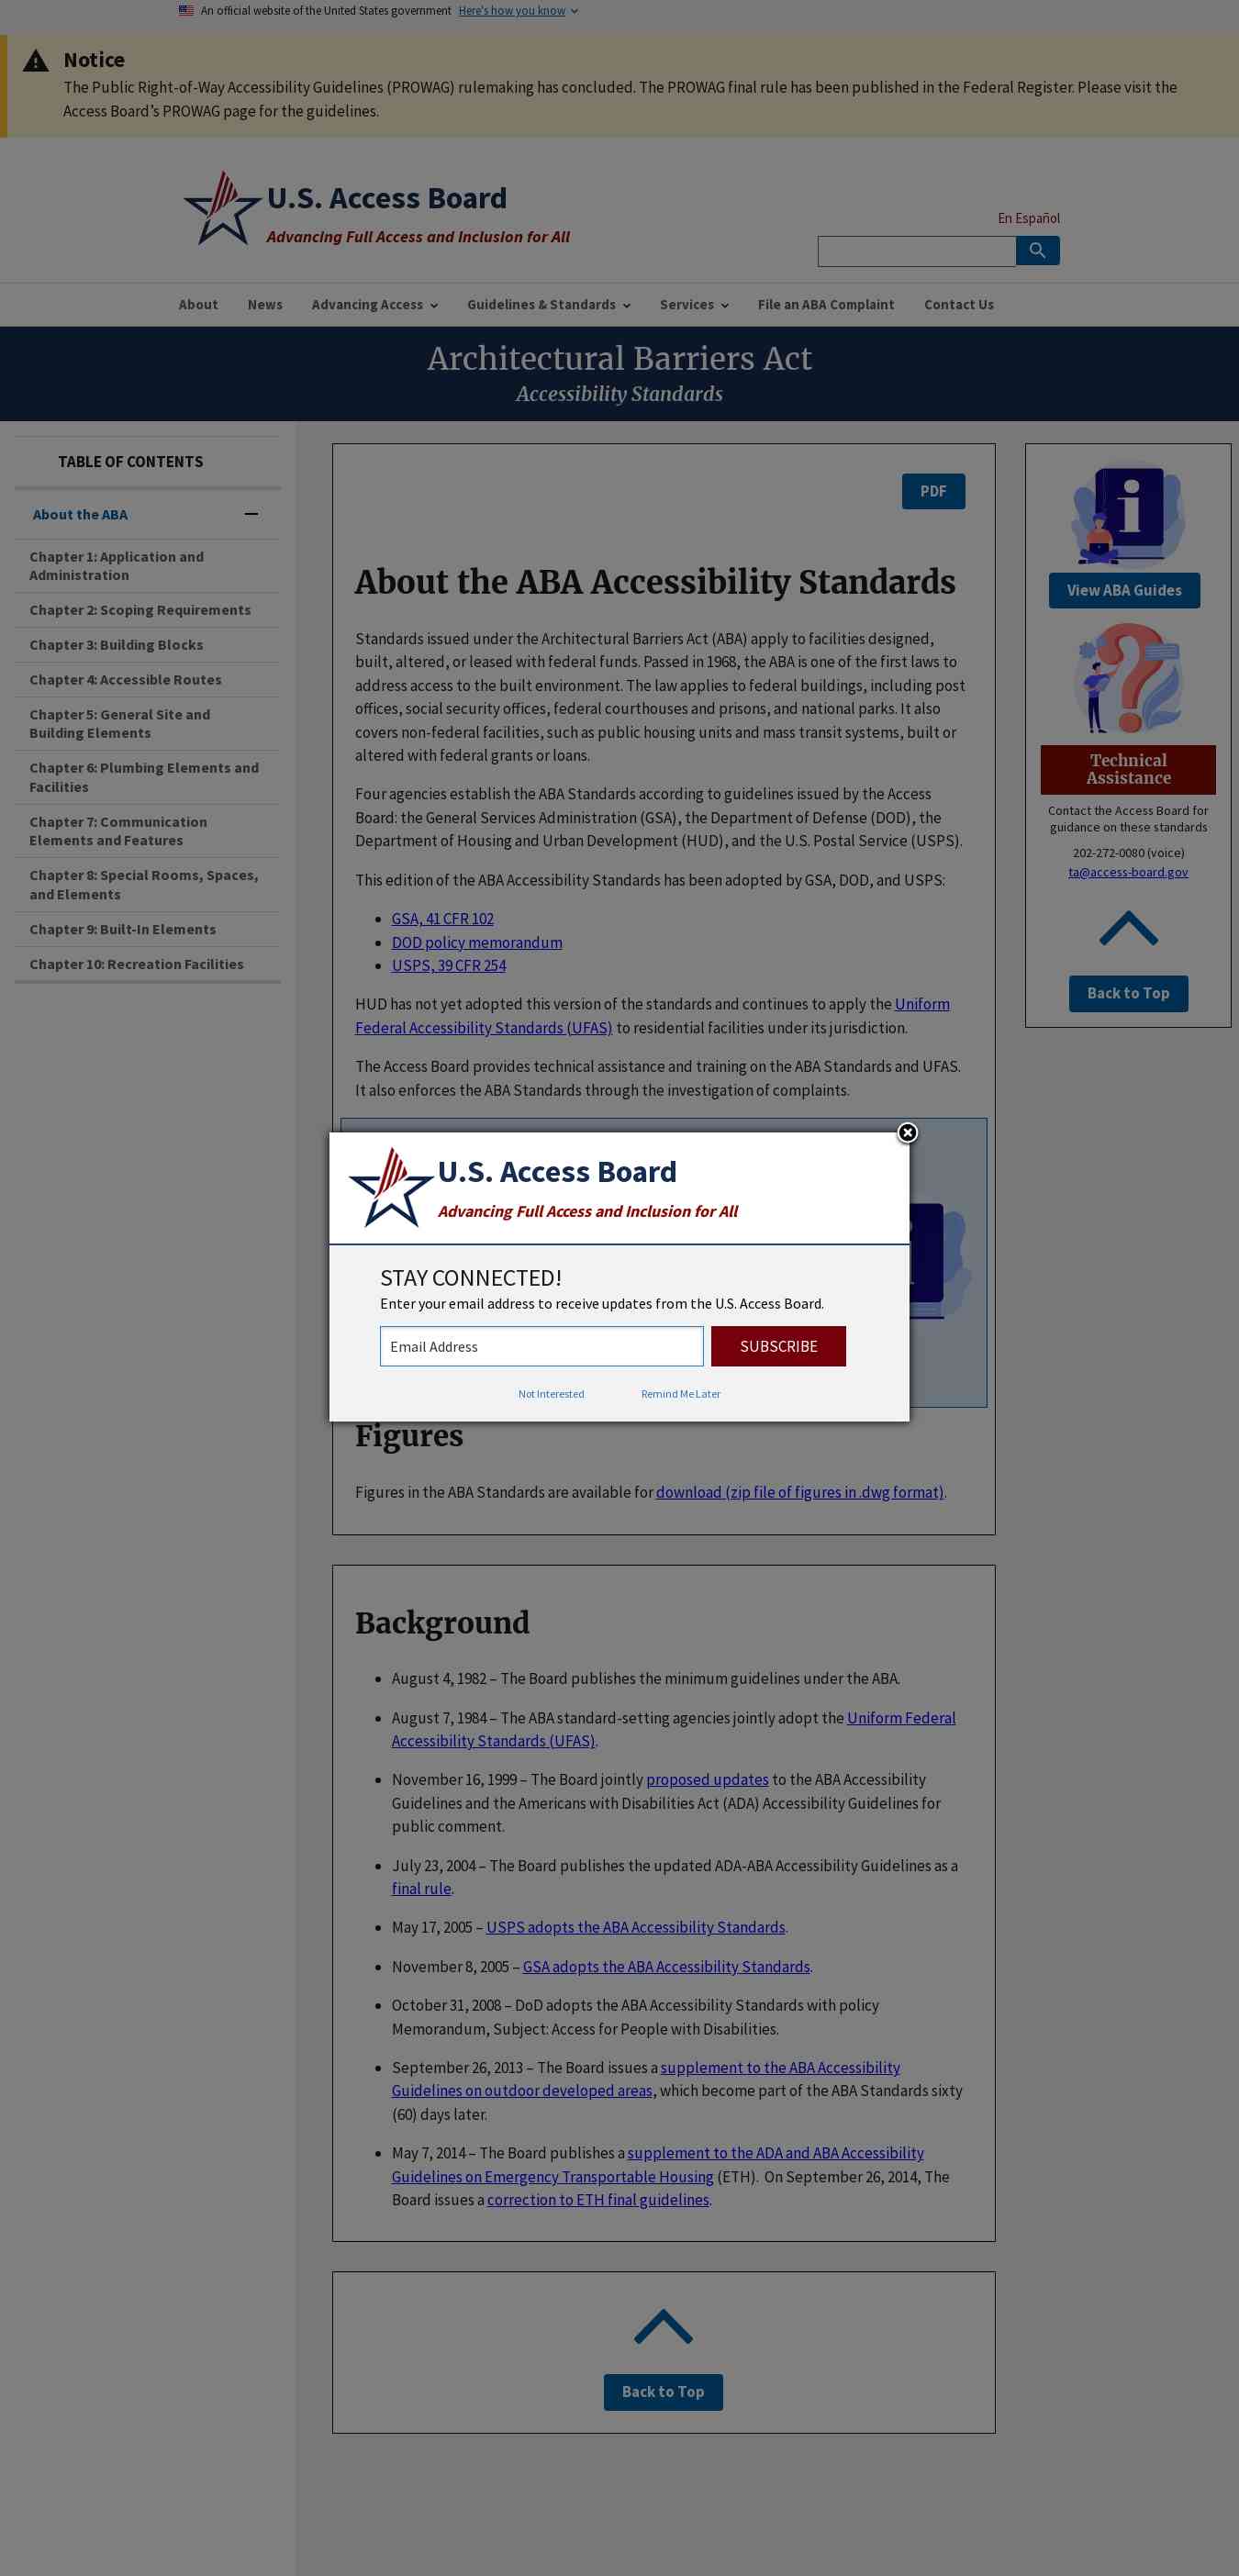 An official website of the United States government Here's how you know
Notice
The Public Right-of-Way Accessibility Guidelines (PROWAG) rulemaking has concluded. The PROWAG final rule has been published in the Federal Register. Please visit the
Access Board’s PROWAG page for the guidelines.
U.S. Access Board
Advancing Full Access and Inclusion for All
En Español
About News Advancing Access Guidelines & Standards Services File an ABA Complaint Contact Us
Architectural Barriers Act
Accessibility Standards
TABLE OF CONTENTS
About the ABA
Chapter 1: Application and
Administration
Chapter 2: Scoping Requirements
Chapter 3: Building Blocks
Chapter 4: Accessible Routes
Chapter 5: General Site and
Building Elements
Chapter 6: Plumbing Elements and
Facilities
Chapter 7: Communication
Elements and Features
Chapter 8: Special Rooms, Spaces,
and Elements
Chapter 9: Built-In Elements
Chapter 10: Recreation Facilities
PDF
About the ABA Accessibility Standards
Standards issued under the Architectural Barriers Act (ABA) apply to facilities designed,
built, altered, or leased with federal funds. Passed in 1968, the ABA is one of the first laws to
address access to the built environment. The law applies to federal buildings, including post
offices, social security offices, federal courthouses and prisons, and national parks. It also
covers non-federal facilities, such as public housing units and mass transit systems, built or
altered with federal grants or loans.
Four agencies establish the ABA Standards according to guidelines issued by the Access
Board: the General Services Administration (GSA), the Department of Defense (DOD), the
Department of Housing and Urban Development (HUD), and the U.S. Postal Service (USPS).
This edition of the ABA Accessibility Standards has been adopted by GSA, DOD, and USPS:
GSA, 41 CFR 102
DOD policy memorandum
USPS, 39 CFR 254
HUD has not yet adopted this version of the standards and continues to apply the Uniform
Federal Accessibility Standards (UFAS) to residential facilities under its jurisdiction.
The Access Board provides technical assistance and training on the ABA Standards and UFAS.
It also enforces the ABA Standards through the investigation of complaints.
i
View ABA Guides
Technical
Assistance
Contact the Access Board for
guidance on these standards
202-272-0080 (voice)
ta@access-board.gov
Back to Top
U.S. Access Board
Advancing Full Access and Inclusion for All
STAY CONNECTED!
Enter your email address to receive updates from the U.S. Access Board.
Email Address SUBSCRIBE
Not Interested Remind Me Later
Figures
Figures in the ABA Standards are available for download (zip file of figures in .dwg format).
Background
August 4, 1982 – The Board publishes the minimum guidelines under the ABA.
August 7, 1984 – The ABA standard-setting agencies jointly adopt the Uniform Federal
Accessibility Standards (UFAS).
November 16, 1999 – The Board jointly proposed updates to the ABA Accessibility
Guidelines and the Americans with Disabilities Act (ADA) Accessibility Guidelines for
public comment.
July 23, 2004 – The Board publishes the updated ADA-ABA Accessibility Guidelines as a
final rule.
May 17, 2005 – USPS adopts the ABA Accessibility Standards.
November 8, 2005 – GSA adopts the ABA Accessibility Standards.
October 31, 2008 – DoD adopts the ABA Accessibility Standards with policy
Memorandum, Subject: Access for People with Disabilities.
September 26, 2013 – The Board issues a supplement to the ABA Accessibility
Guidelines on outdoor developed areas, which become part of the ABA Standards sixty
(60) days later.
May 7, 2014 – The Board publishes a supplement to the ADA and ABA Accessibility
Guidelines on Emergency Transportable Housing (ETH). On September 26, 2014, The
Board issues a correction to ETH final guidelines.
Back to Top